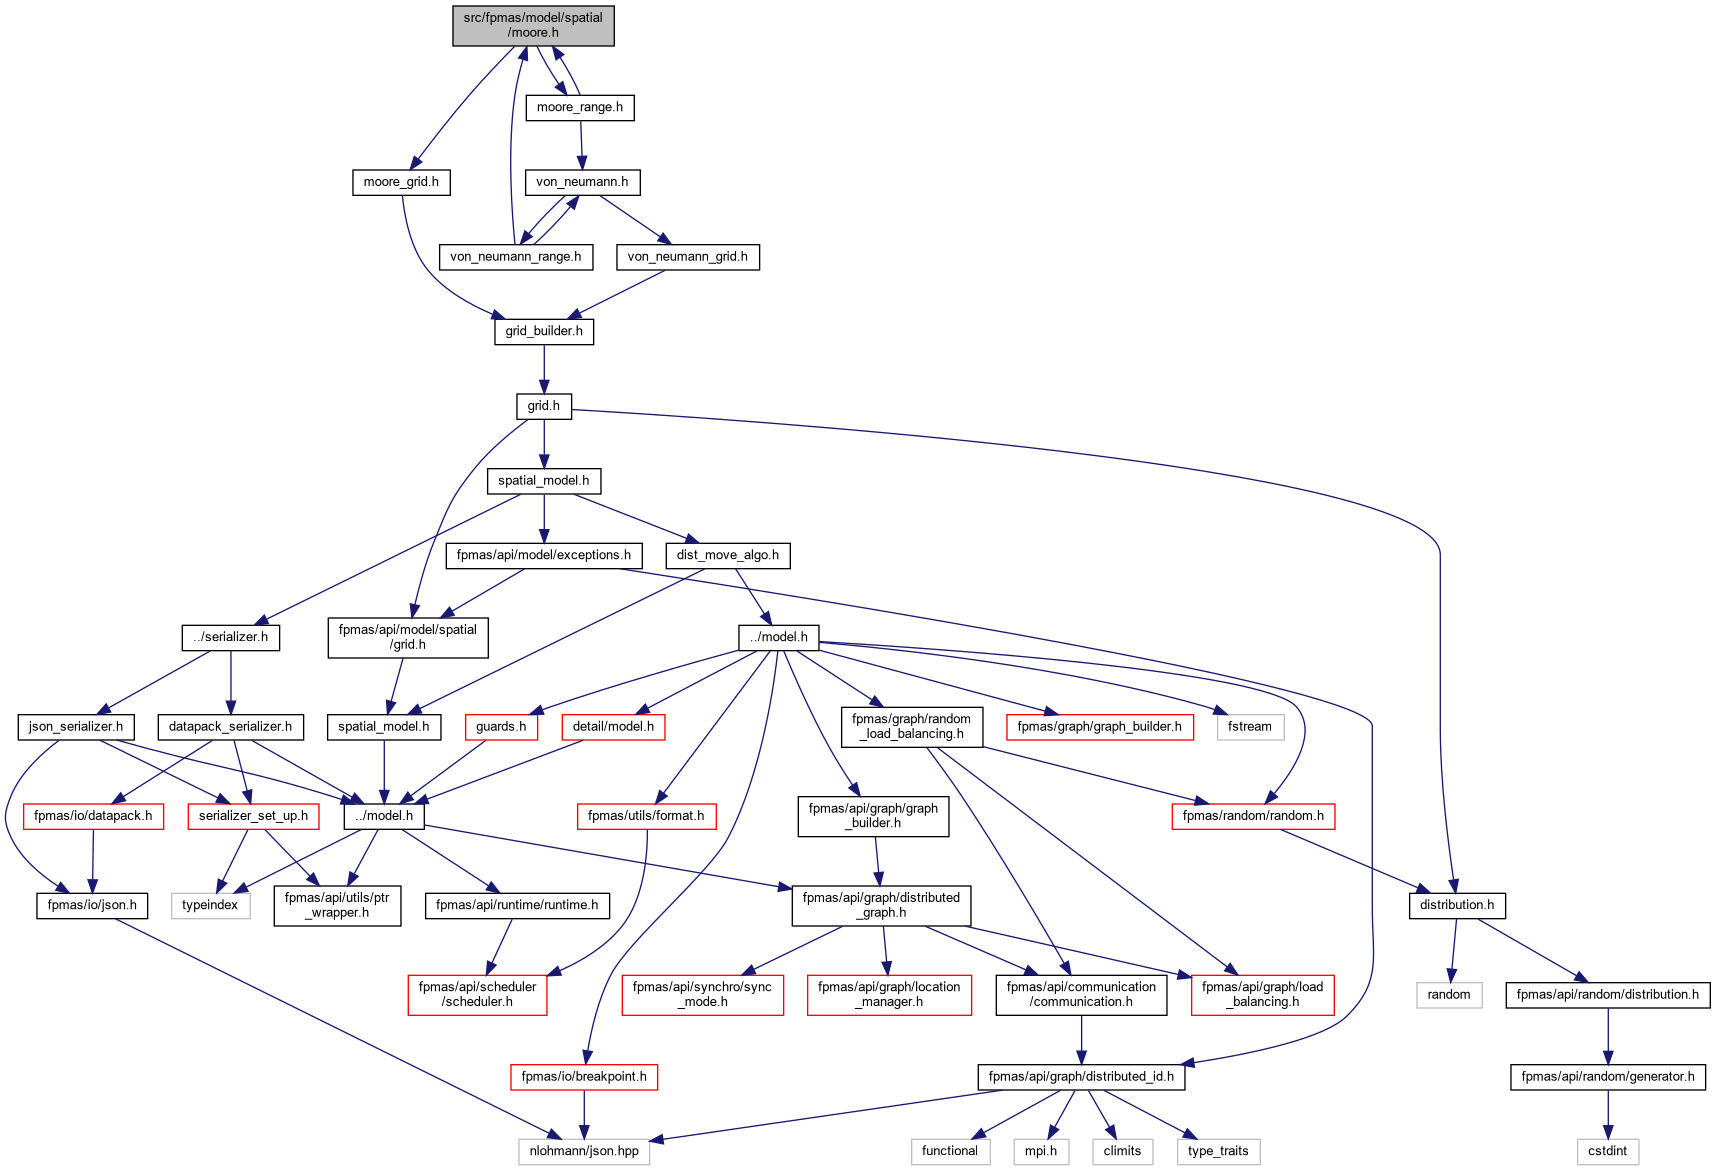 src/fpmas/model/spatial
/moore.h
moore_range.h
moore_grid.h
von_neumann.h
von_neumann_range.h
von_neumann_grid.h
grid_builder.h
grid.h
spatial_model.h
fpmas/api/model/exceptions.h
dist_move_algo.h
../serializer.h
fpmas/api/model/spatial
/grid.h
../model.h
json_serializer.h
datapack_serializer.h
spatial_model.h
guards.h
detail/model.h
fpmas/graph/random
_load_balancing.h
fpmas/graph/graph_builder.h
fstream
fpmas/io/datapack.h
serializer_set_up.h
../model.h
fpmas/utils/format.h
fpmas/api/graph/graph
_builder.h
fpmas/random/random.h
fpmas/io/json.h
typeindex
fpmas/api/utils/ptr
_wrapper.h
fpmas/api/runtime/runtime.h
fpmas/api/graph/distributed
_graph.h
distribution.h
fpmas/api/scheduler
/scheduler.h
fpmas/api/synchro/sync
_mode.h
fpmas/api/graph/location
_manager.h
fpmas/api/communication
/communication.h
fpmas/api/graph/load
_balancing.h
random
fpmas/api/random/distribution.h
fpmas/io/breakpoint.h
fpmas/api/graph/distributed_id.h
fpmas/api/random/generator.h
nlohmann/json.hpp
functional
mpi.h
climits
type_traits
cstdint